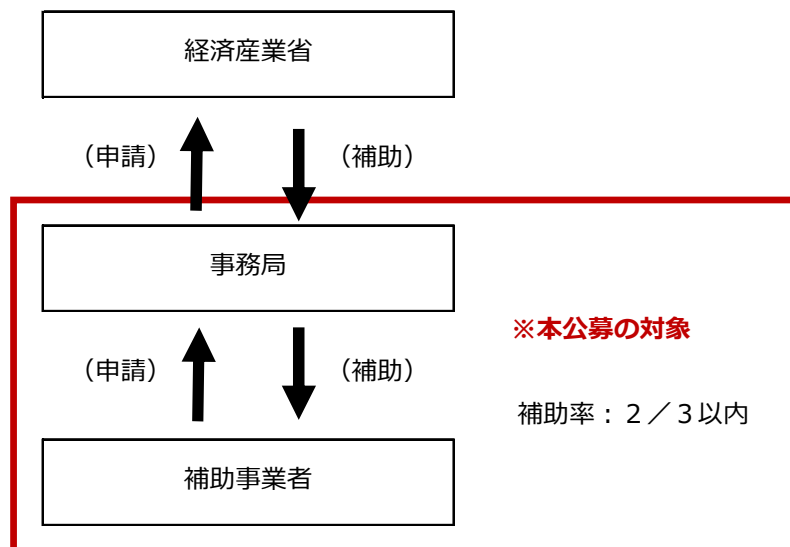 経済産業省
（申請）
（補助）
事務局
※本公募の対象
（申請）
（補助）
補助率：２／３以内
補助事業者